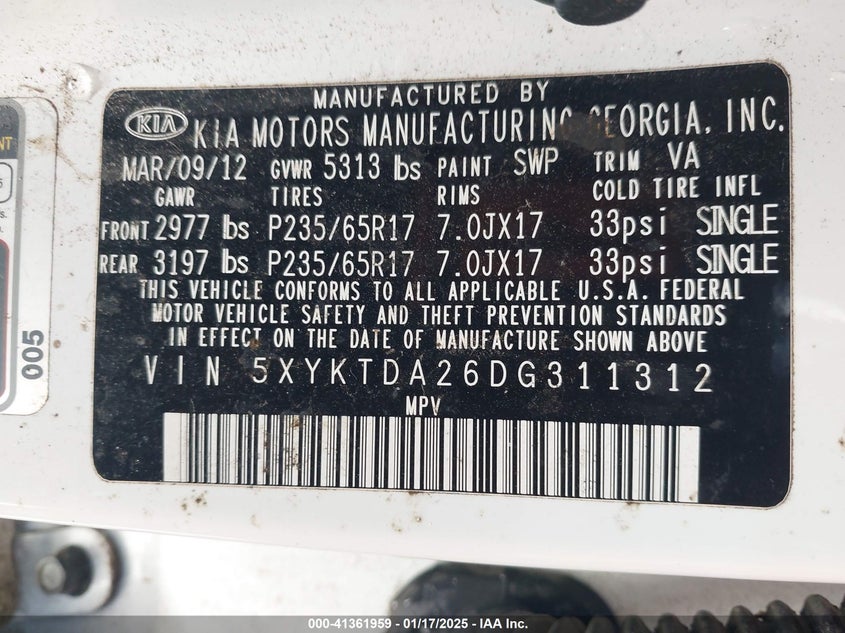 MANUFACTURED BY
KIA KIA MOTORS MANUFACTURING GEORGIA, INC.
MAR/09/12 GVWR 5313 lbs PAINT SWP TRIM VA
GAWR TIRES RIMS COLD TIRE INFL
FRONT 2977 lbs P235/65R17 7.0JX17 33psi SINGLE
REAR 3197 lbs P235/65R17 7.0JX17 33psi SINGLE
THIS VEHICLE CONFORMS TO ALL APPLICABLE U.S.A. FEDERAL
MOTOR VEHICLE SAFETY AND THEFT PREVENTION STANDARDS
IN EFFECT ON THE DATE OF MANUFACTURE SHOWN ABOVE
VIN 5XYKTDA26DG311312
MPV
005
000-41361959 - 01/17/2025 - IAA Inc.